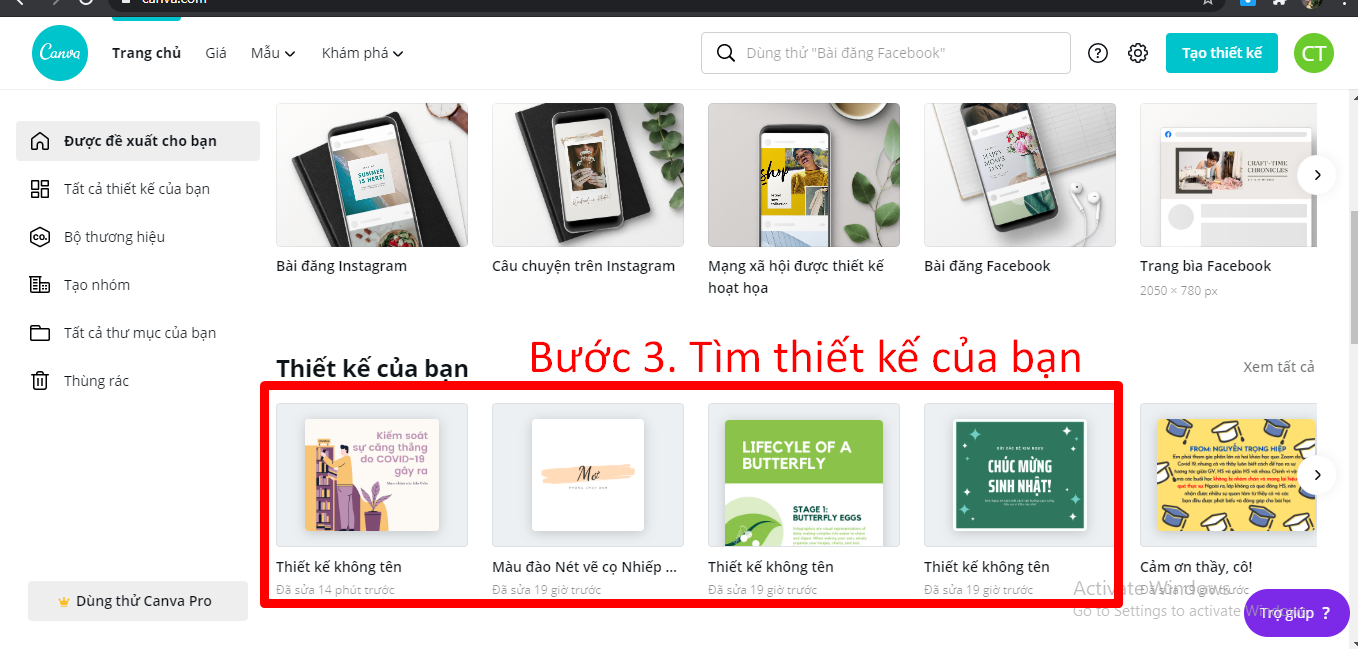 canva.com
Canva
Trang chủ
Giá
Mẫu
Khám phá
Dùng thử "Bài đăng Facebook"
?
Tạo thiết kế
CT
Được đề xuất cho bạn
Tất cả thiết kế của bạn
CO.
Bộ thương hiệu
Tạo nhóm
Tất cả thư mục của bạn
Thùng rác
Dùng thử Canva Pro
SUMMER
IS HERE!
shop
HAPPY
MOMS
DAY!
CRAFT-TIME
CHRONICLES
Bài đăng Instagram
Câu chuyện trên Instagram
Mạng xã hội được thiết kế
hoạt họa
Bài đăng Facebook
Trang bìa Facebook
2050 × 780 px
Thiết kế của bạn
Bước 3. Tìm thiết kế của bạn
Xem tất cả
Kiểm soát
sự căng thẳng
do COVID-19
gây ra
Mơ
LIFECYLE OF A
BUTTERFLY
STAGE 1:
BUTTERFLY EGGS
CHÚC MỪNG
SINH NHẬT!
FROM: NGUYỄN TRỌNG HIỆP
Thiết kế không tên
Đã sửa 14 phút trước
Màu đào Nét vẽ cọ Nhiếp ...
Đã sửa 19 giờ trước
Thiết kế không tên
Đã sửa 19 giờ trước
Thiết kế không tên
Đã sửa 19 giờ trước
Cảm ơn thầy, cô!
Đã sửa 19 giờ trước
Activate Windows
Go to Settings to activate Windows.
Trợ giúp ?